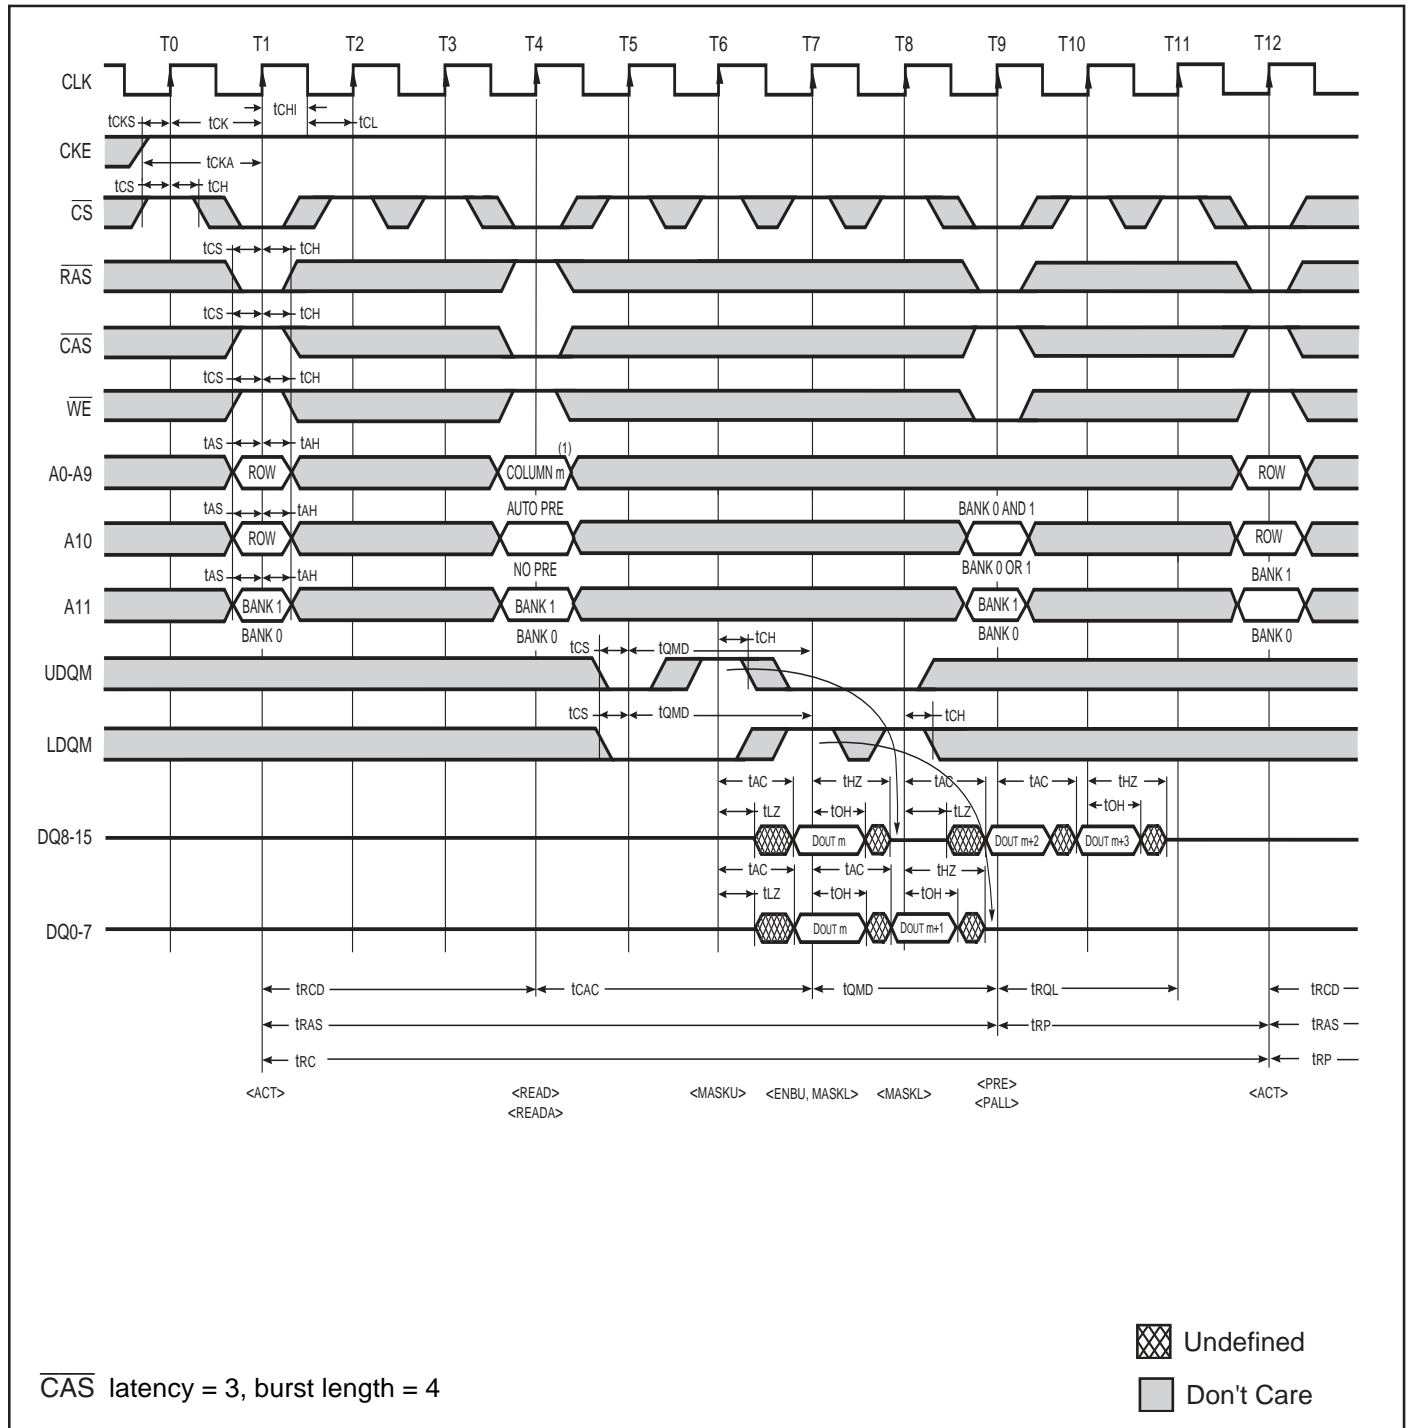 T0 T1 T2 T3 T4 T5 T6 T7 T8 T9 T10 T11 T12
CLK
tCHI
tCKS tCK tCL
CKE
tCKA
tCS tCH
CS
tCS tCH
RAS
tCS tCH
CAS
tCS tCH
WE
tAS tAH (1)
A0-A9 ROW COLUMN m ROW
tAS tAH AUTO PRE BANK 0 AND 1
A10 ROW ROW
NO PRE BANK 0 OR 1 BANK 1
tAS tAH
A11 BANK 1 BANK 1 BANK 1
BANK 0 BANK 0 BANK 0 BANK 0
tCS tQMD tCH
UDQM
tCS tQMD tCH
LDQM
tAC tHZ tAC tAC tHZ
tLZ tOH tLZ tOH
DQ8-15 DOUT m DOUT m+2 DOUT m+3
tAC tAC tHZ
tLZ tOH tOH
DQ0-7 DOUT m DOUT m+1
tRCD tCAC tQMD tRQL tRCD
tRAS tRP tRAS
tRC tRP
<ACT> <READ> <MASKU> <ENBU, MASKL> <MASKL> <PRE> <ACT>
<READA> <PALL>
Undefined
CAS latency = 3, burst length = 4
Don't Care